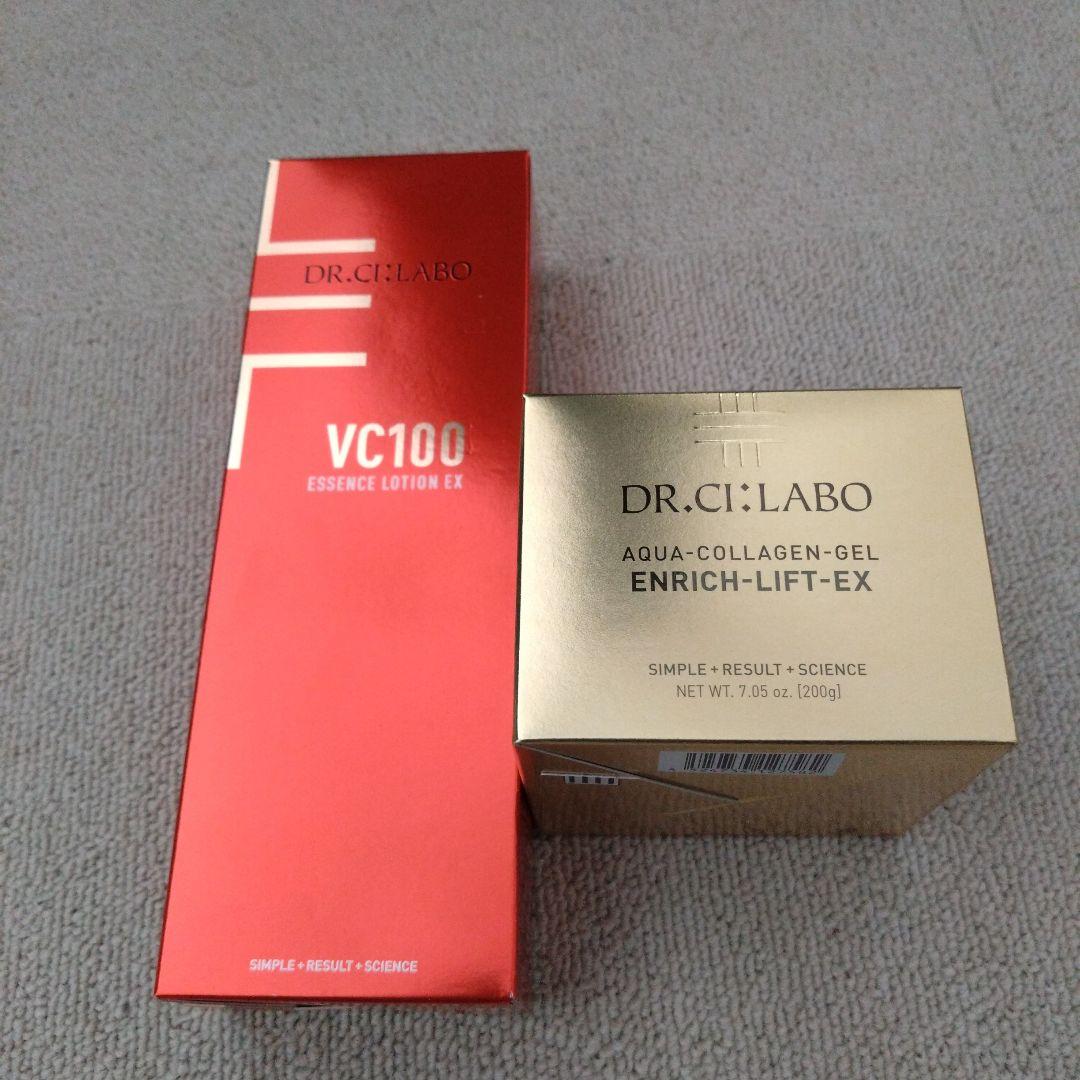 DR.CI:LABO
VC100
ESSENCE LOTION EX
SIMPLE+RESULT+SCIENCE
DR.CI:LABO
AQUA-COLLAGEN-GEL
ENRICH-LIFT-EX
SIMPLE+RESULT+SCIENCE
NET WT. 7.05 oz. [200g]